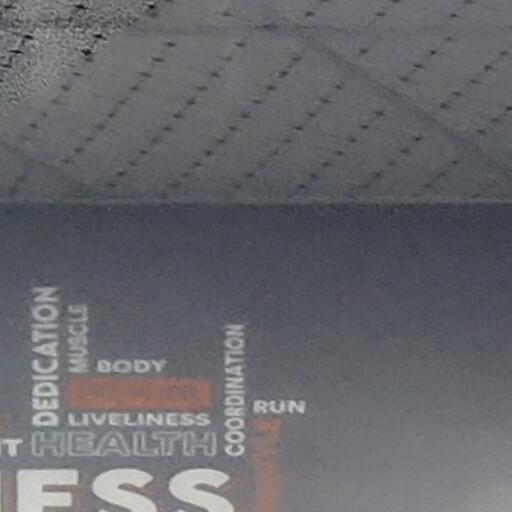 DEDICATION
MUSCLE
BODY
COORDINATION
LIVELINESS
RUN
T HEALTH
ESS